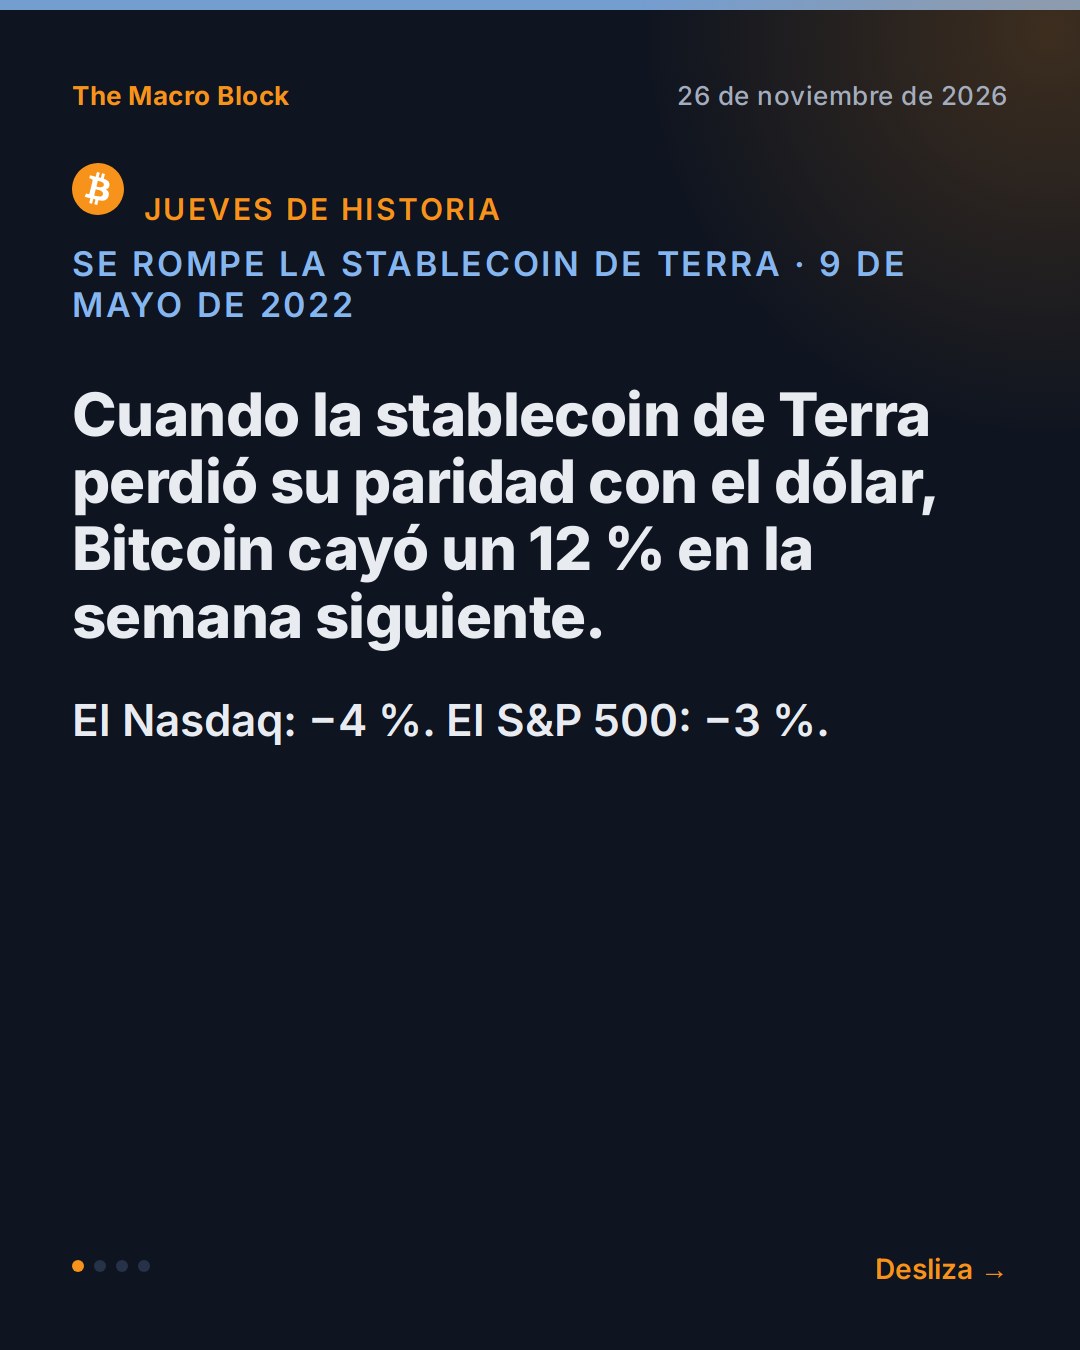 The Macro Block
26 de noviembre de 2026
JUEVES DE HISTORIA
SE ROMPE LA STABLECOIN DE TERRA · 9 DE
MAYO DE 2022
Cuando la stablecoin de Terra
perdió su paridad con el dólar,
Bitcoin cayó un 12 % en la
semana siguiente.
El Nasdaq: −4 %. El S&P 500: −3 %.
Desliza →